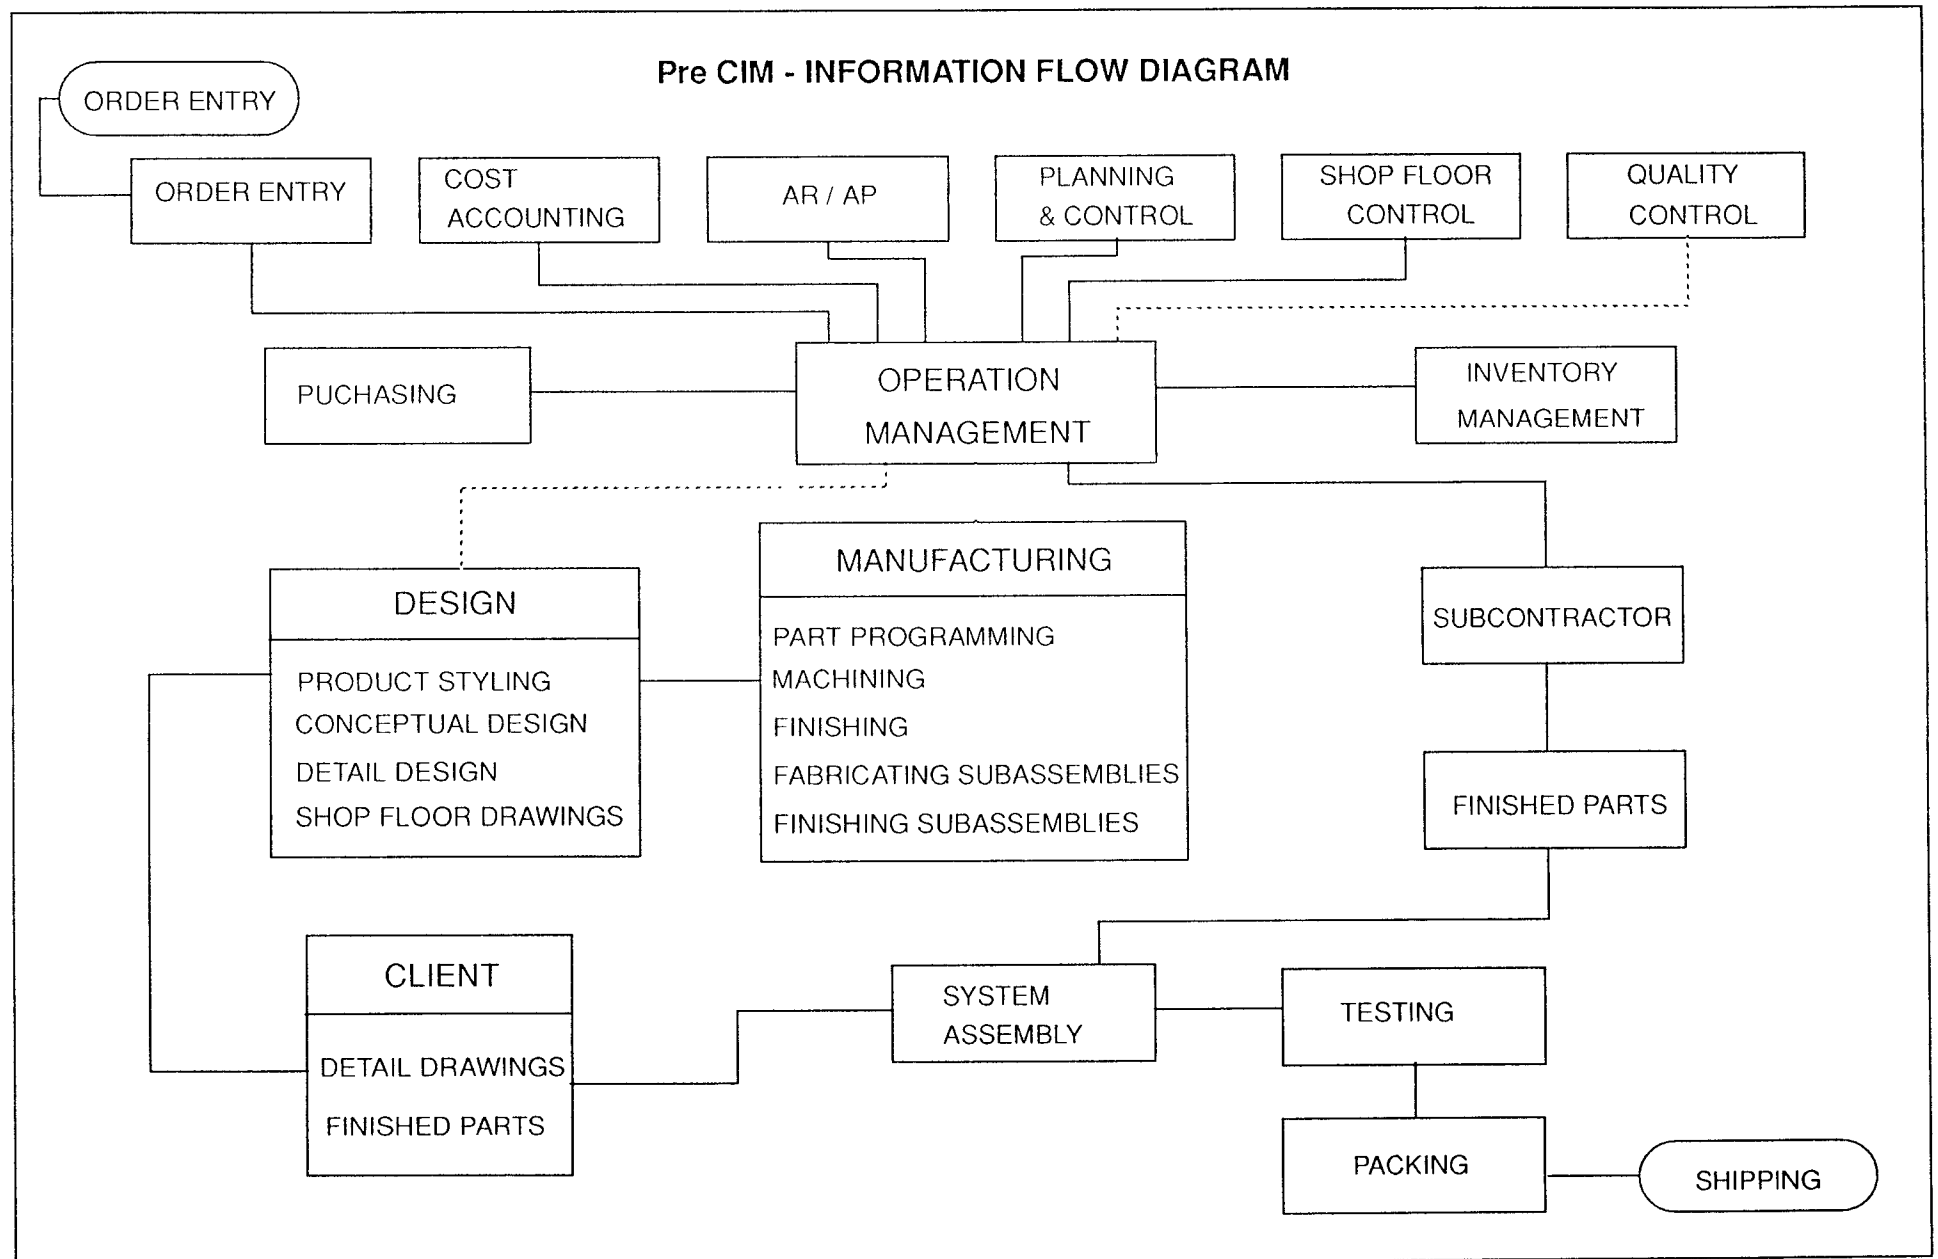 Pre CIM - INFORMATION FLOW DIAGRAM
ORDER ENTRY
ORDER ENTRY
COST
ACCOUNTING
AR / AP
PLANNING
& CONTROL
SHOP FLOOR
CONTROL
QUALITY
CONTROL
PUCHASING
OPERATION
MANAGEMENT
INVENTORY
MANAGEMENT
DESIGN
PRODUCT STYLING
CONCEPTUAL DESIGN
DETAIL DESIGN
SHOP FLOOR DRAWINGS
MANUFACTURING
PART PROGRAMMING
MACHINING
FINISHING
FABRICATING SUBASSEMBLIES
FINISHING SUBASSEMBLIES
SUBCONTRACTOR
FINISHED PARTS
CLIENT
DETAIL DRAWINGS
FINISHED PARTS
SYSTEM
ASSEMBLY
TESTING
PACKING
SHIPPING